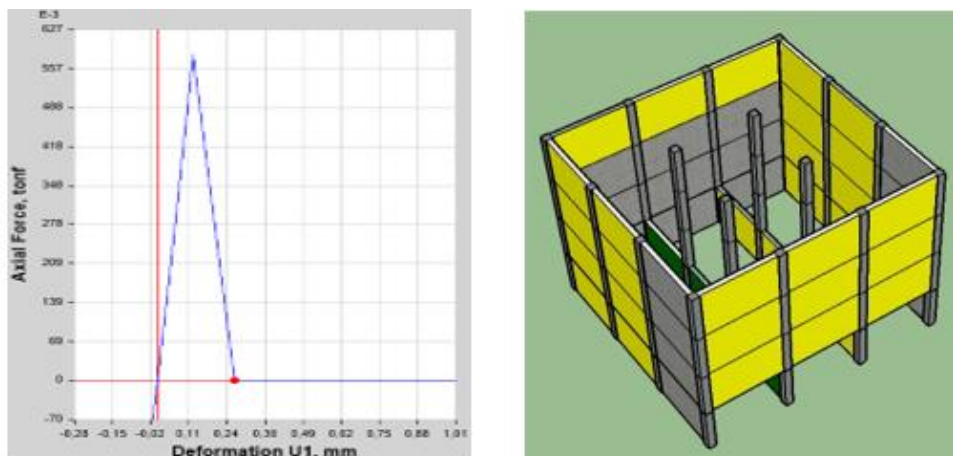 E-3
627
557
488
418
348
278
209
139
69
0
-70
Axial Force, tonf
-0,28 -0,15 -0,02 0,11 0,24 0,36 0,49 0,62 0,75 0,88 1,01
Deformation U1, mm